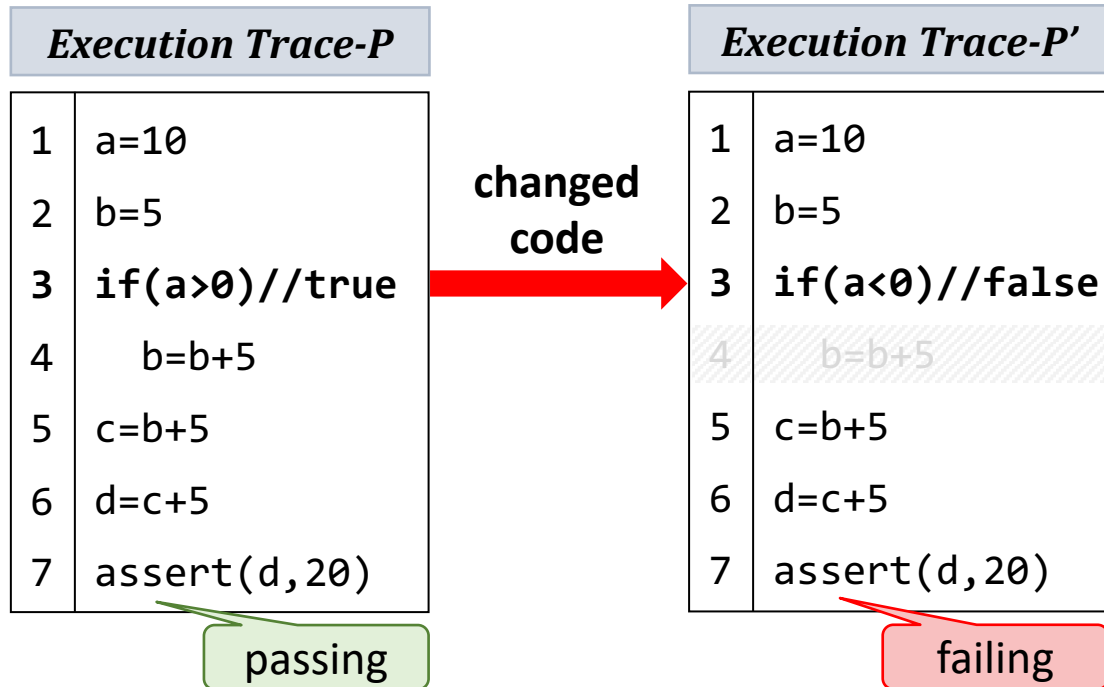 Execution Trace-P
1 a=10
2 b=5
3 if(a>0)//true
4 b=b+5
5 c=b+5
6 d=c+5
7 assert(d,20)
passing
changed
code
Execution Trace-P’
1 a=10
2 b=5
3 if(a<0)//false
4 b=b+5
5 c=b+5
6 d=c+5
7 assert(d,20)
failing